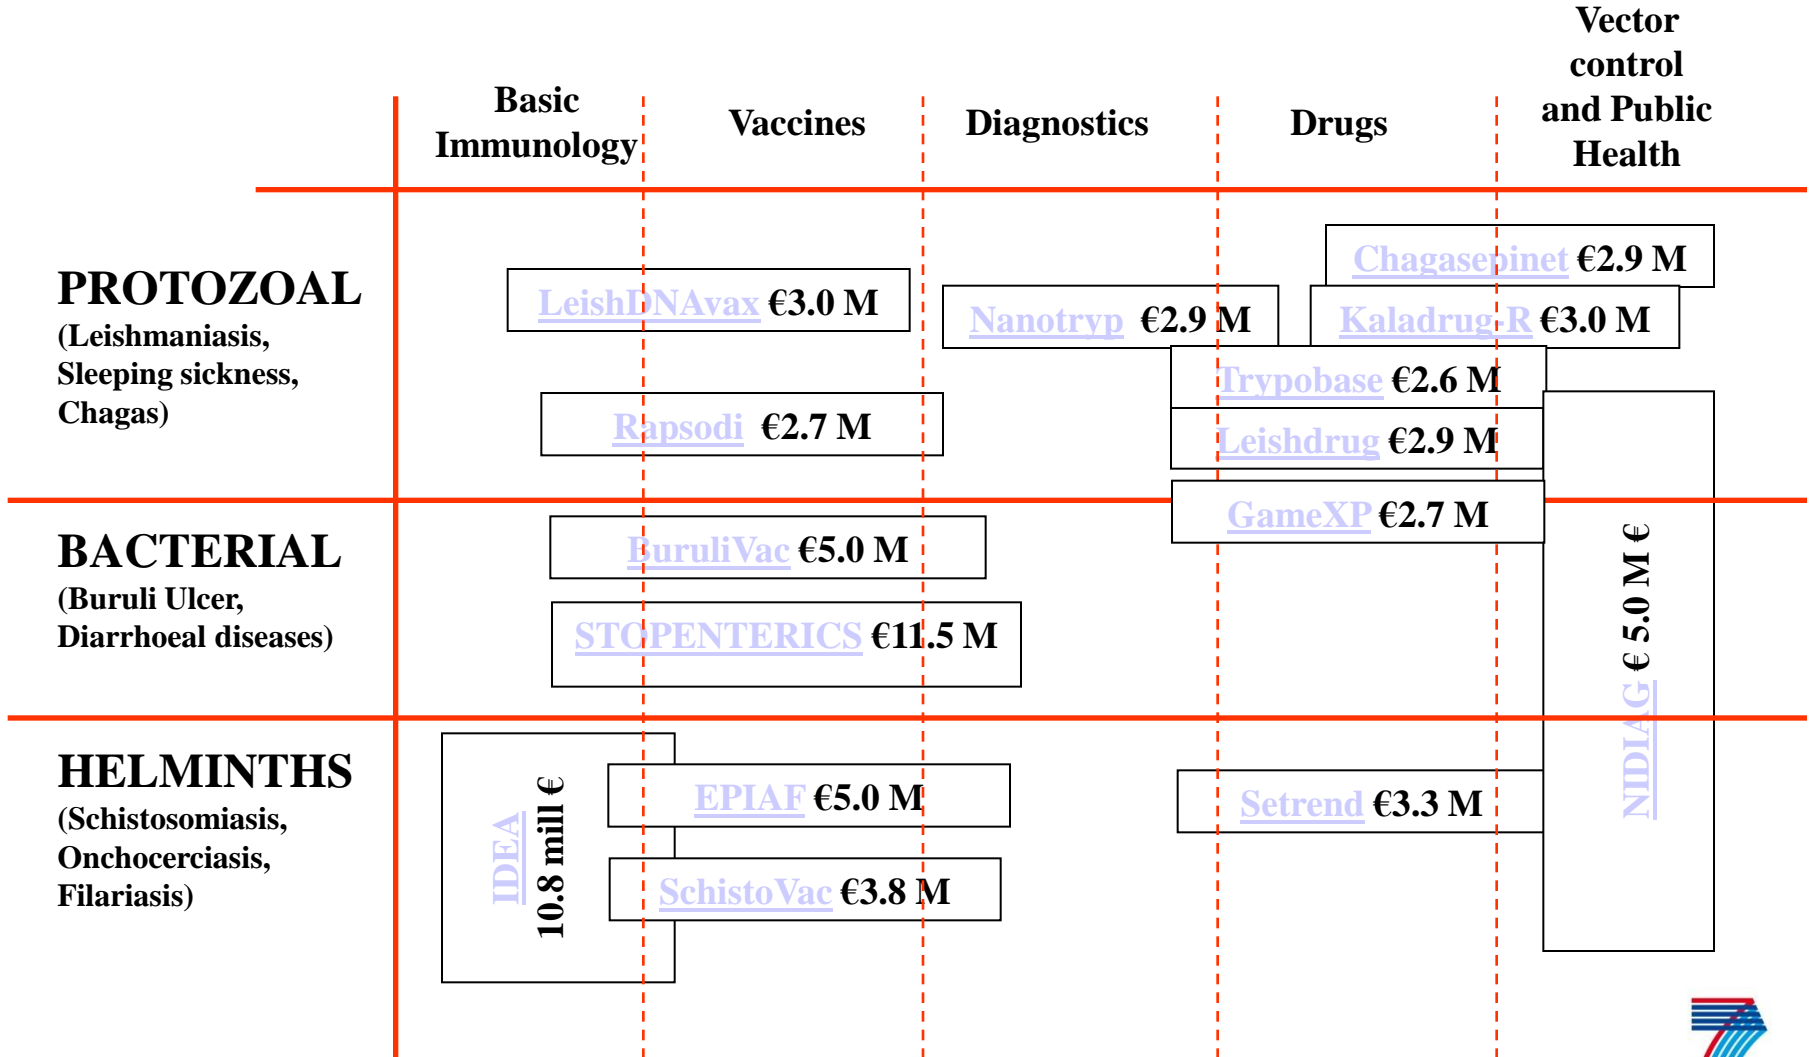 Basic
Immunology
Vaccines
Diagnostics
Drugs
Vector
control
and Public
Health
PROTOZOAL
(Leishmaniasis,
Sleeping sickness,
Chagas)
LeishDNAvax €3.0 M
Rapsodi €2.7 M
Nanotryp €2.9 M
Chagasepinet €2.9 M
Kaladrug-R €3.0 M
Trypobase €2.6 M
Leishdrug €2.9 M
GameXP €2.7 M
BACTERIAL
(Buruli Ulcer,
Diarrhoeal diseases)
BuruliVac €5.0 M
STOPENTERICS €11.5 M
NIDIAG € 5.0 M €
HELMINTHS
(Schistosomiasis,
Onchocerciasis,
Filariasis)
IDEA
10.8 mill €
EPIAF €5.0 M
SchistoVac €3.8 M
Setrend €3.3 M